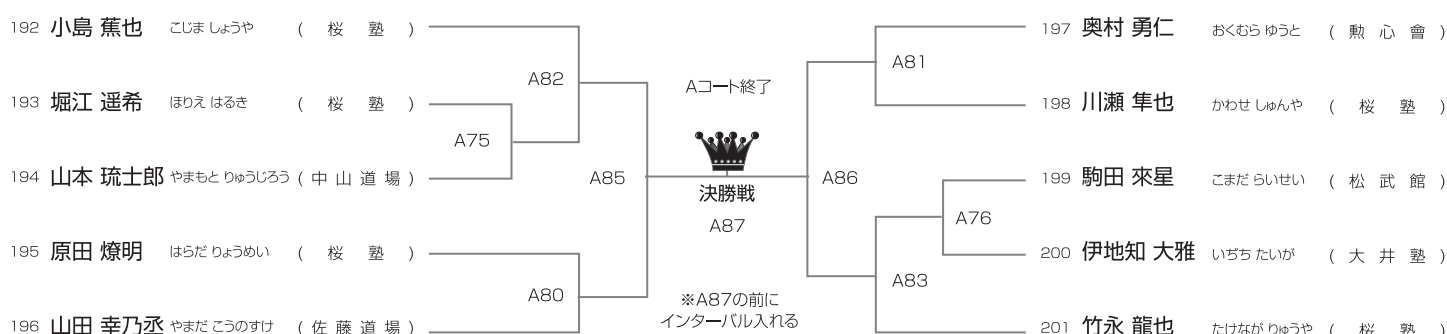 192 小島 蕉也 こじま しょうや ( 桜 塾 )
193 堀江 遥希 ほりえ はるき ( 桜 塾 )
194 山本 琉士郎 やまもと りゅうじろう ( 中 山 道 場 )
195 原田 燎明 はらだ りょうめい ( 桜 塾 )
196 山田 幸乃丞 やまだ こうのすけ ( 佐 藤 道 場 )
A82
A75
A85
A80
Aコート終了
決勝戦
A87
※A87の前に
インターバル入れる
A81
A86
A76
A83
197 奥村 勇仁 おくむら ゆうと ( 勲 心 會 )
198 川瀬 隼也 かわせ しゅんや ( 桜 塾 )
199 駒田 來星 こまだ らいせい ( 松 武 館 )
200 伊地知 大雅 いぢち たいが ( 大 井 塾 )
201 竹永 龍也 たけなが りゅうや ( 桜 塾 )